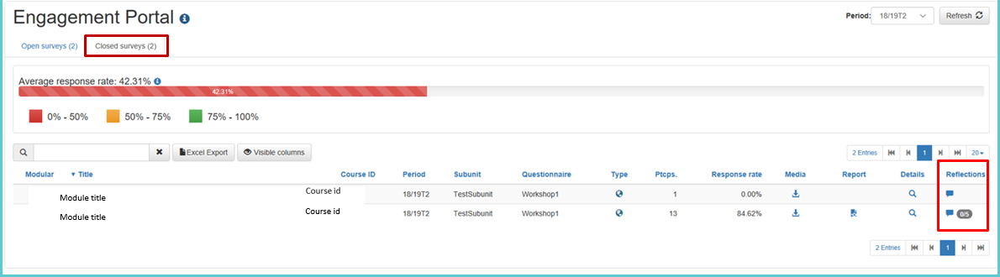 Engagement Portal
Period: 18/19T2 Refresh
Open surveys (2) Closed surveys (2)
Average response rate: 42.31%
42.31%
0% - 50% 50% - 75% 75% - 100%
Excel Export Visible columns 2 Entries 1 20
Modular Title Course ID Period Subunit Questionnaire Type Ptcps. Response rate Media Report Details Reflections
Module title Course id 18/19T2 TestSubunit Workshop1 1 0.00%
Module title Course id 18/19T2 TestSubunit Workshop1 13 84.62% 0/5
2 Entries 1